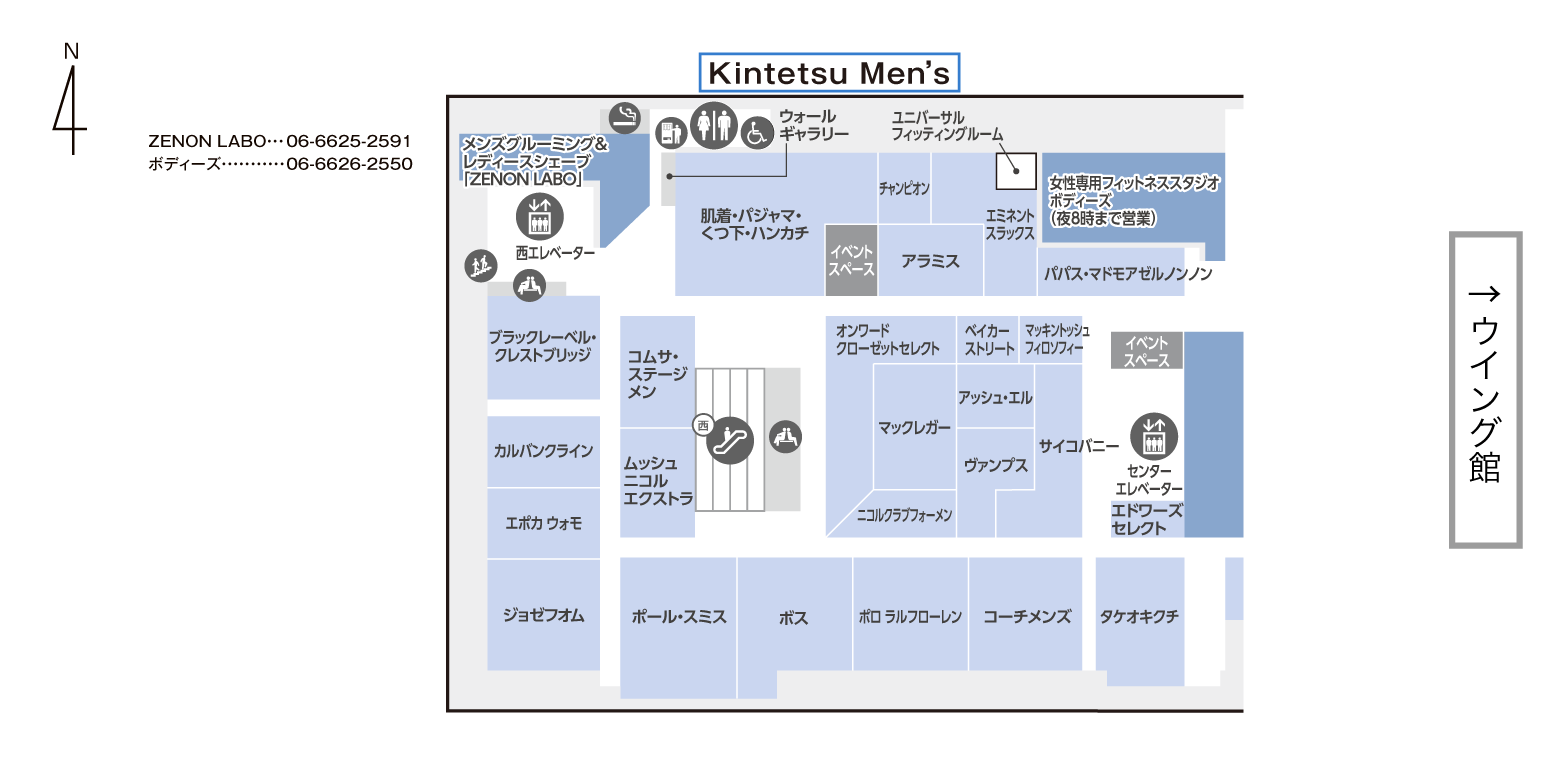 N
Kintetsu Men’s
ZENON LABO…06-6625-2591
ボディーズ…………06-6626-2550
メンズグルーミング&
レディースシェーブ
「ZENON LABO」
ウォール
ギャラリー
ユニバーサル
フィッティングルーム
西エレベーター
肌着・パジャマ・
くつ下・ハンカチ
チャンピオン
イベント
スペース
アラミス
エミネント
スラックス
女性専用フィットネススタジオ
ボディーズ
(夜8時まで営業)
パパス・マドモアゼルノンノン
ブラックレーベル・
クレストブリッジ
コムサ・
ステージ
メン
オンワード
クローゼットセレクト
ベイカー
ストリート
マッキントッシュ
フィロソフィー
イベント
スペース
→ウイング館
アッシュ・エル
マックレガー
西
カルバンクライン
ムッシュ
ニコル
エクストラ
ヴァンプス
サイコバニー
センター
エレベーター
エポカ ウォモ
ニコルクラブフォーメン
エドワーズ
セレクト
ジョゼフオム
ポール・スミス
ボス
ポロ ラルフローレン
コーチメンズ
タケオキクチ